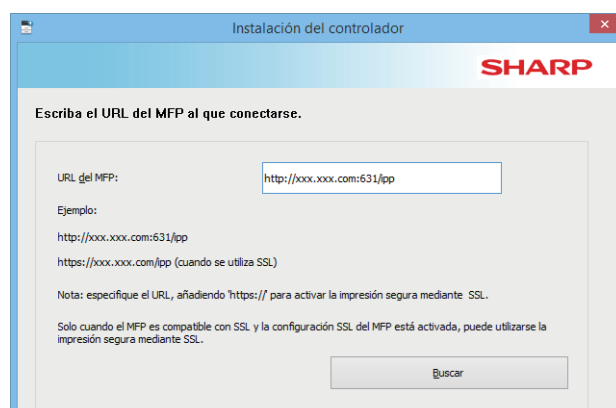 Instalación del controlador
SHARP
Escriba el URL del MFP al que conectarse.
URL del MFP:
http://xxx.xxx.com:631/ipp
Ejemplo:
http://xxx.xxx.com:631/ipp
https://xxx.xxx.com/ipp (cuando se utiliza SSL)
Nota: especifique el URL, añadiendo 'https://' para activar la impresión segura mediante SSL.
Solo cuando el MFP es compatible con SSL y la configuración SSL del MFP está activada, puede utilizarse la
impresión segura mediante SSL.
Buscar